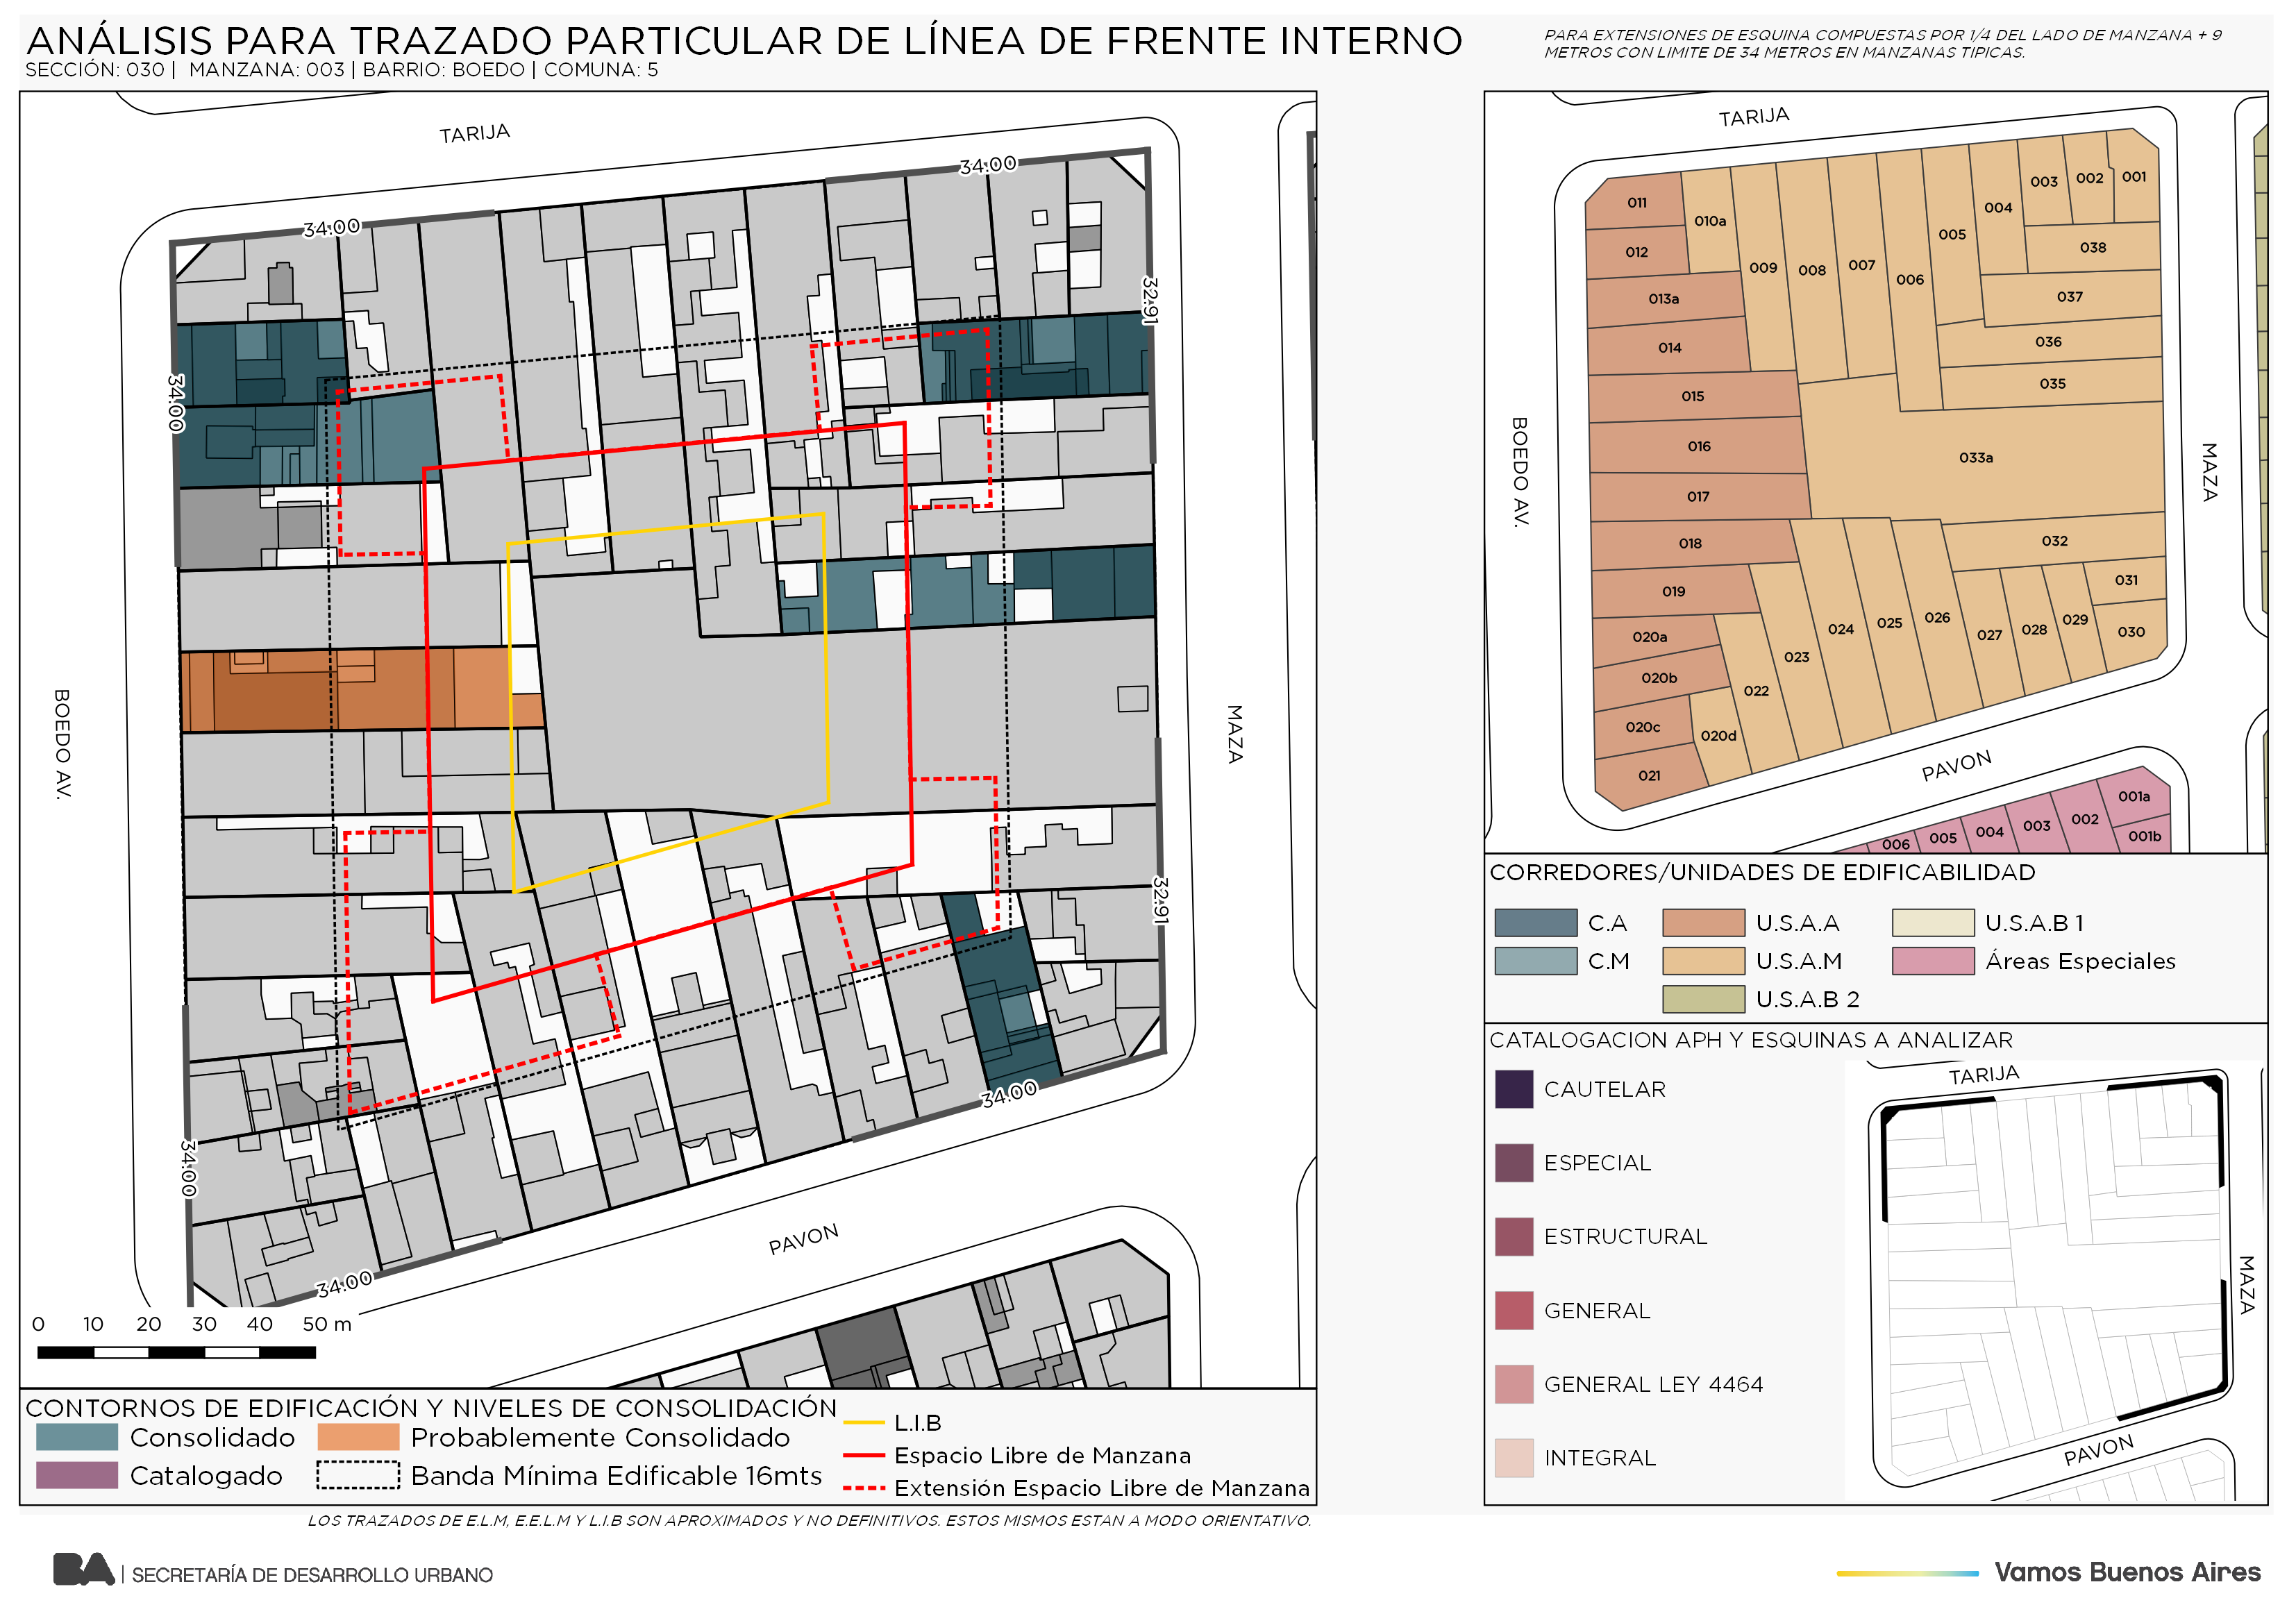 ANÁLISIS PARA TRAZADO PARTICULAR DE LÍNEA DE FRENTE INTERNO
SECCIÓN: 030 | MANZANA: 003 | BARRIO: BOEDO | COMUNA: 5
PARA EXTENSIONES DE ESQUINA COMPUESTAS POR 1/4 DEL LADO DE MANZANA + 9
METROS CON LIMITE DE 34 METROS EN MANZANAS TIPICAS.
TARIJA
34.00
34.00
32.91
34.00
BOEDO AV.
MAZA
32.91
34.00
34.00
34.00
PAVON
0 10 20 30 40 50 m
CONTORNOS DE EDIFICACIÓN Y NIVELES DE CONSOLIDACIÓN
Consolidado
Probablemente Consolidado
Catalogado
Banda Mínima Edificable 16mts
L.I.B
Espacio Libre de Manzana
Extensión Espacio Libre de Manzana
LOS TRAZADOS DE E.L.M, E.E.L.M Y L.I.B SON APROXIMADOS Y NO DEFINITIVOS. ESTOS MISMOS ESTAN A MODO ORIENTATIVO.
TARIJA
011
010a
003
002
001
004
005
012
009
008
007
006
038
013a
037
014
036
035
015
016
033a
017
018
032
019
031
020a
024
025
026
027
028
029
030
020b
023
022
020c
020d
021
BOEDO AV.
MAZA
PAVON
006
005
004
003
002
001a
001b
CORREDORES/UNIDADES DE EDIFICABILIDAD
C.A
U.S.A.A
U.S.A.B 1
C.M
U.S.A.M
Áreas Especiales
U.S.A.B 2
CATALOGACION APH Y ESQUINAS A ANALIZAR
CAUTELAR
ESPECIAL
ESTRUCTURAL
GENERAL
GENERAL LEY 4464
INTEGRAL
TARIJA
MAZA
PAVON
BA | SECRETARÍA DE DESARROLLO URBANO
Vamos Buenos Aires